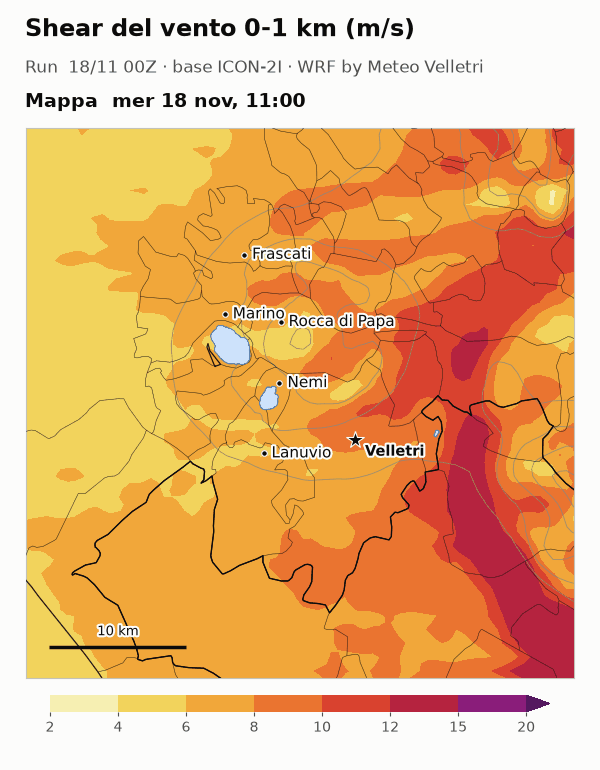 Shear del vento 0-1 km (m/s)
Run  18/11 00Z · base ICON-2I · WRF by Meteo Velletri
Mappa  mer 18 nov, 11:00
Frascati
Marino
Rocca di Papa
Nemi
Velletri
Lanuvio
10 km
2 4 6 8 10 12 15 20